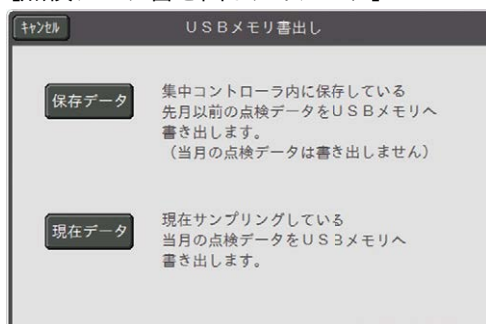 キャンセル
USBメモリ書出し
保存データ
集中コントローラ内に保存している
先月以前の点検データをUSBメモリへ
書き出します。
（当月の点検データは書き出しません）
現在データ
現在サンプリングしている
当月の点検データをUSBメモリへ
書き出します。